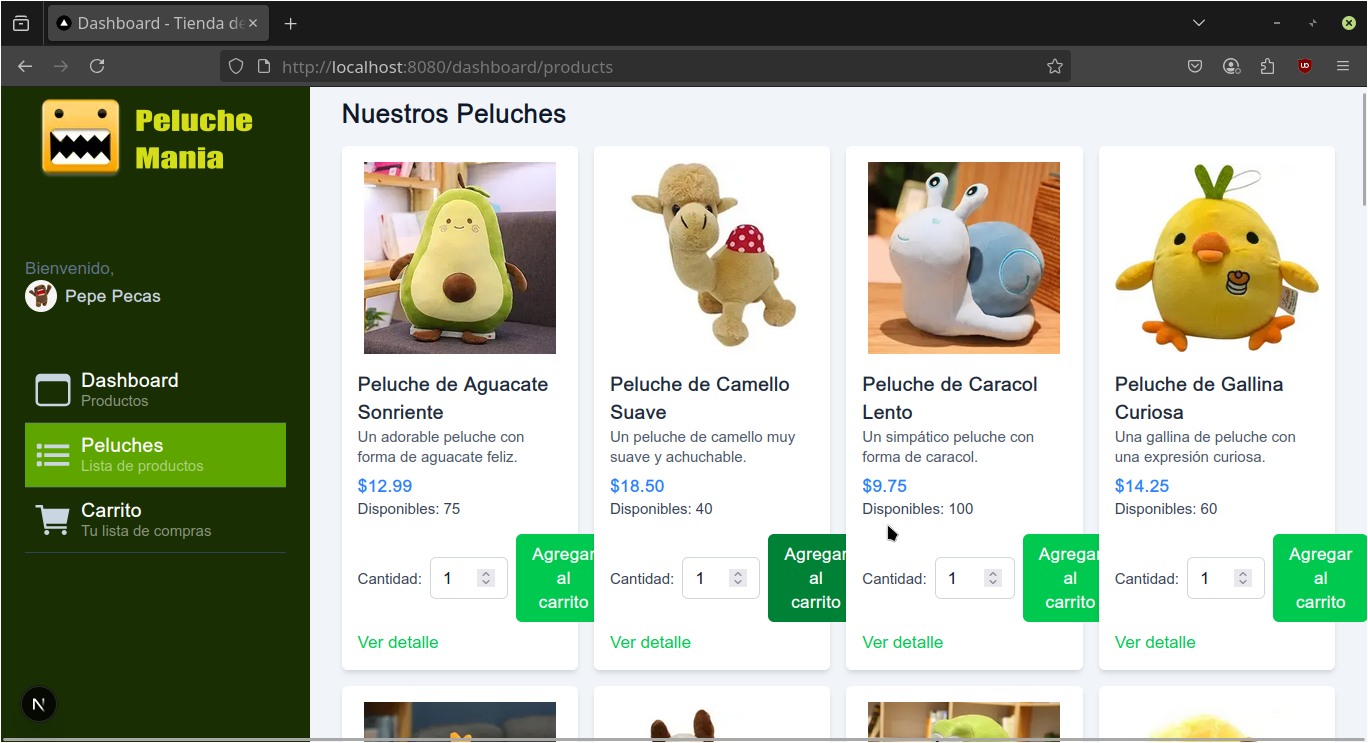 Dashboard - Tienda de
http://localhost:8080/dashboard/products
Peluche
Mania
Bienvenido,
Pepe Pecas
Dashboard
Productos
Peluches
Lista de productos
Carrito
Tu lista de compras
N
Nuestros Peluches
Peluche de Aguacate
Sonriente
Un adorable peluche con
forma de aguacate feliz.
$12.99
Disponibles: 75
Cantidad:
1
Agregar
al
carrito
Ver detalle
Peluche de Camello
Suave
Un peluche de camello muy
suave y achuchable.
$18.50
Disponibles: 40
Cantidad:
1
Agregar
al
carrito
Ver detalle
Peluche de Caracol
Lento
Un simpático peluche con
forma de caracol.
$9.75
Disponibles: 100
Cantidad:
1
Agregar
al
carrito
Ver detalle
Peluche de Gallina
Curiosa
Una gallina de peluche con
una expresión curiosa.
$14.25
Disponibles: 60
Cantidad:
1
Agregar
al
carrito
Ver detalle